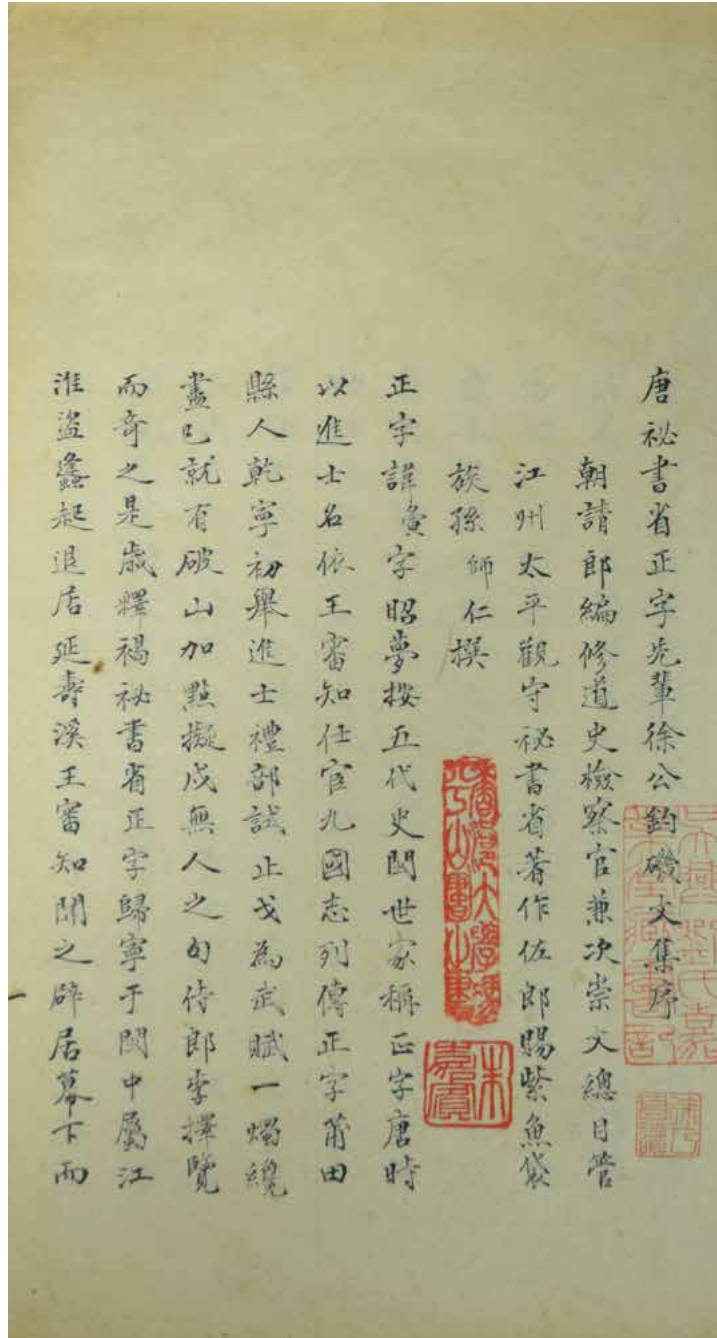 唐祕書省正字先輩徐公釣磯文集序
朝請郎編修道史檢察官兼次崇文總目管
江州太平觀守祕書省著作佐郎賜紫魚袋
族孫 師仁撰
正字諱夤字昭夢按五代史閩世家稱正字唐時
以進士名依王審知仕官九國志列傳正字莆田
縣人乾寧初舉進士禮部試止戈為武賦一燭纔
盡已就有破山加點擬戍無人之句侍郎李擇覽
而奇之是歲釋褐祕書省正字歸寧于閩中屬江
淮盜蠭起退居延壽溪王審知聞之辟居幕下而